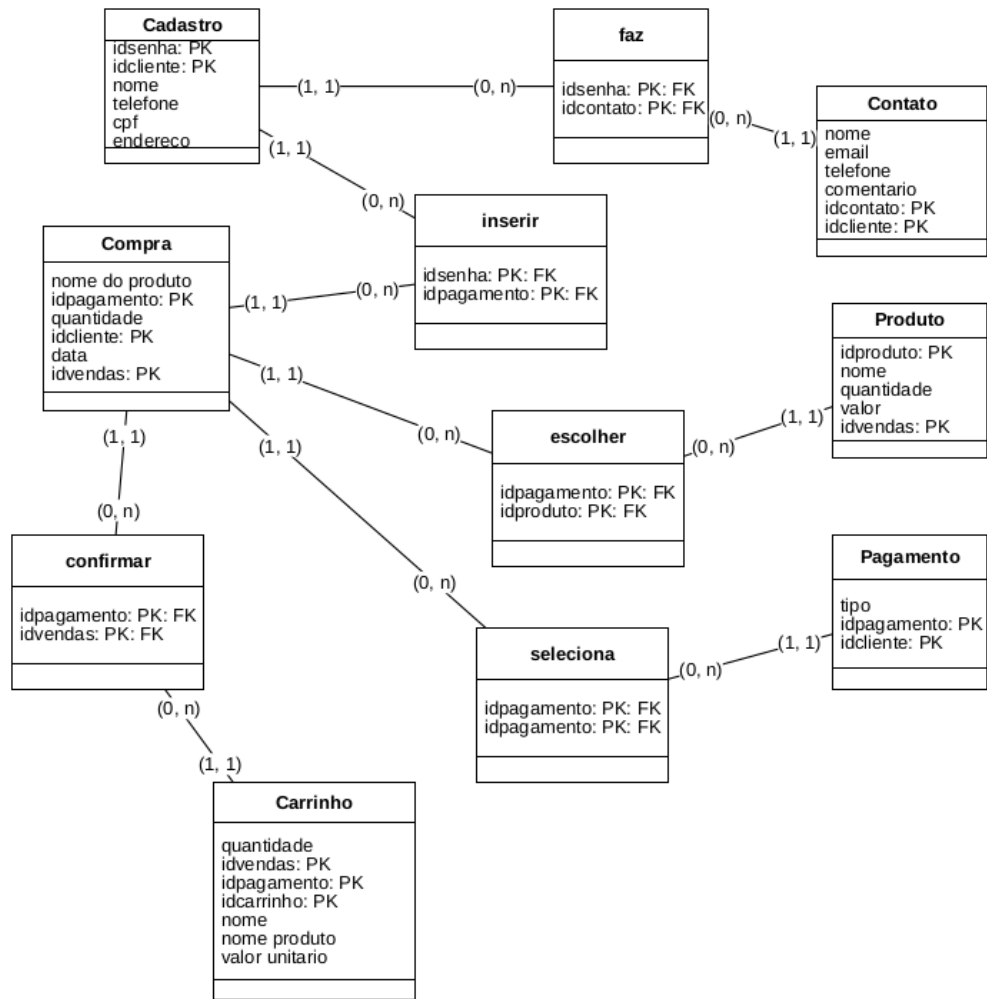 Cadastro
idsenha: PK
idcliente: PK
nome
telefone
cpf
endereco
(1, 1)
(0, n)
faz
idsenha: PK: FK
idcontato: PK: FK
(0, n)
(1, 1)
Contato
nome
email
telefone
comentario
idcontato: PK
idcliente: PK
(1, 1)
(0, n)
inserir
idsenha: PK: FK
idpagamento: PK: FK
Compra
nome do produto
idpagamento: PK
quantidade
idcliente: PK
data
idvendas: PK
(1, 1)
(0, n)
(1, 1)
(0, n)
escolher
idpagamento: PK: FK
idproduto: PK: FK
(0, n)
(1, 1)
Produto
idproduto: PK
nome
quantidade
valor
idvendas: PK
(1, 1)
(0, n)
seleciona
idpagamento: PK: FK
idpagamento: PK: FK
(0, n)
(1, 1)
Pagamento
tipo
idpagamento: PK
idcliente: PK
(1, 1)
(0, n)
confirmar
idpagamento: PK: FK
idvendas: PK: FK
(0, n)
(1, 1)
Carrinho
quantidade
idvendas: PK
idpagamento: PK
idcarrinho: PK
nome
nome produto
valor unitario